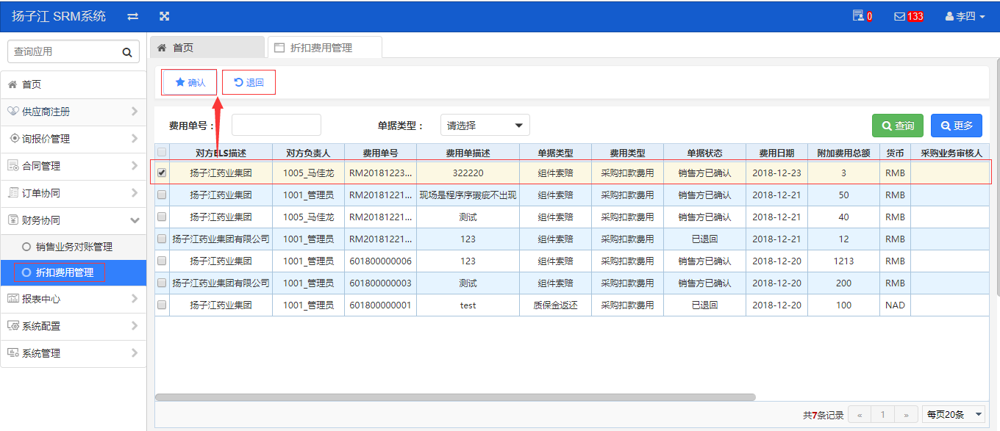 扬子江 SRM系统
0
133
李四
查询应用
首页
供应商注册
询报价管理
合同管理
订单协同
财务协同
销售业务对账管理
折扣费用管理
报表中心
系统配置
系统管理
首页
折扣费用管理
确认
退回
费用单号：
单据类型：
请选择
查询
更多
对方ELS描述 对方负责人 费用单号 费用单描述 单据类型 费用类型 单据状态 费用日期 附加费用总额 货币 采购业务审核人
扬子江药业集团 1005_马佳龙 RM20181223... 322220 组件索赔 采购扣款费用 销售方已确认 2018-12-23 3 RMB
扬子江药业集团 1001_管理员 RM20181221... 现场是程序序瑕疵不出现 组件索赔 采购扣款费用 销售方已确认 2018-12-21 50 RMB
扬子江药业集团 1005_马佳龙 RM20181221... 测试 组件索赔 采购扣款费用 销售方已确认 2018-12-21 40 RMB
扬子江药业集团有限公司 1001_管理员 RM20181221... 123 组件索赔 采购扣款费用 已退回 2018-12-21 12 RMB
扬子江药业集团 1001_管理员 601800000006 123 组件索赔 采购扣款费用 销售方已确认 2018-12-20 1213 RMB
扬子江药业集团有限公司 1001_管理员 601800000003 测试 组件索赔 采购扣款费用 销售方已确认 2018-12-20 200 RMB
扬子江药业集团 1001_管理员 601800000001 test 质保金返还 采购扣款费用 已退回 2018-12-20 100 NAD
共7条记录 « 1 » 每页20条